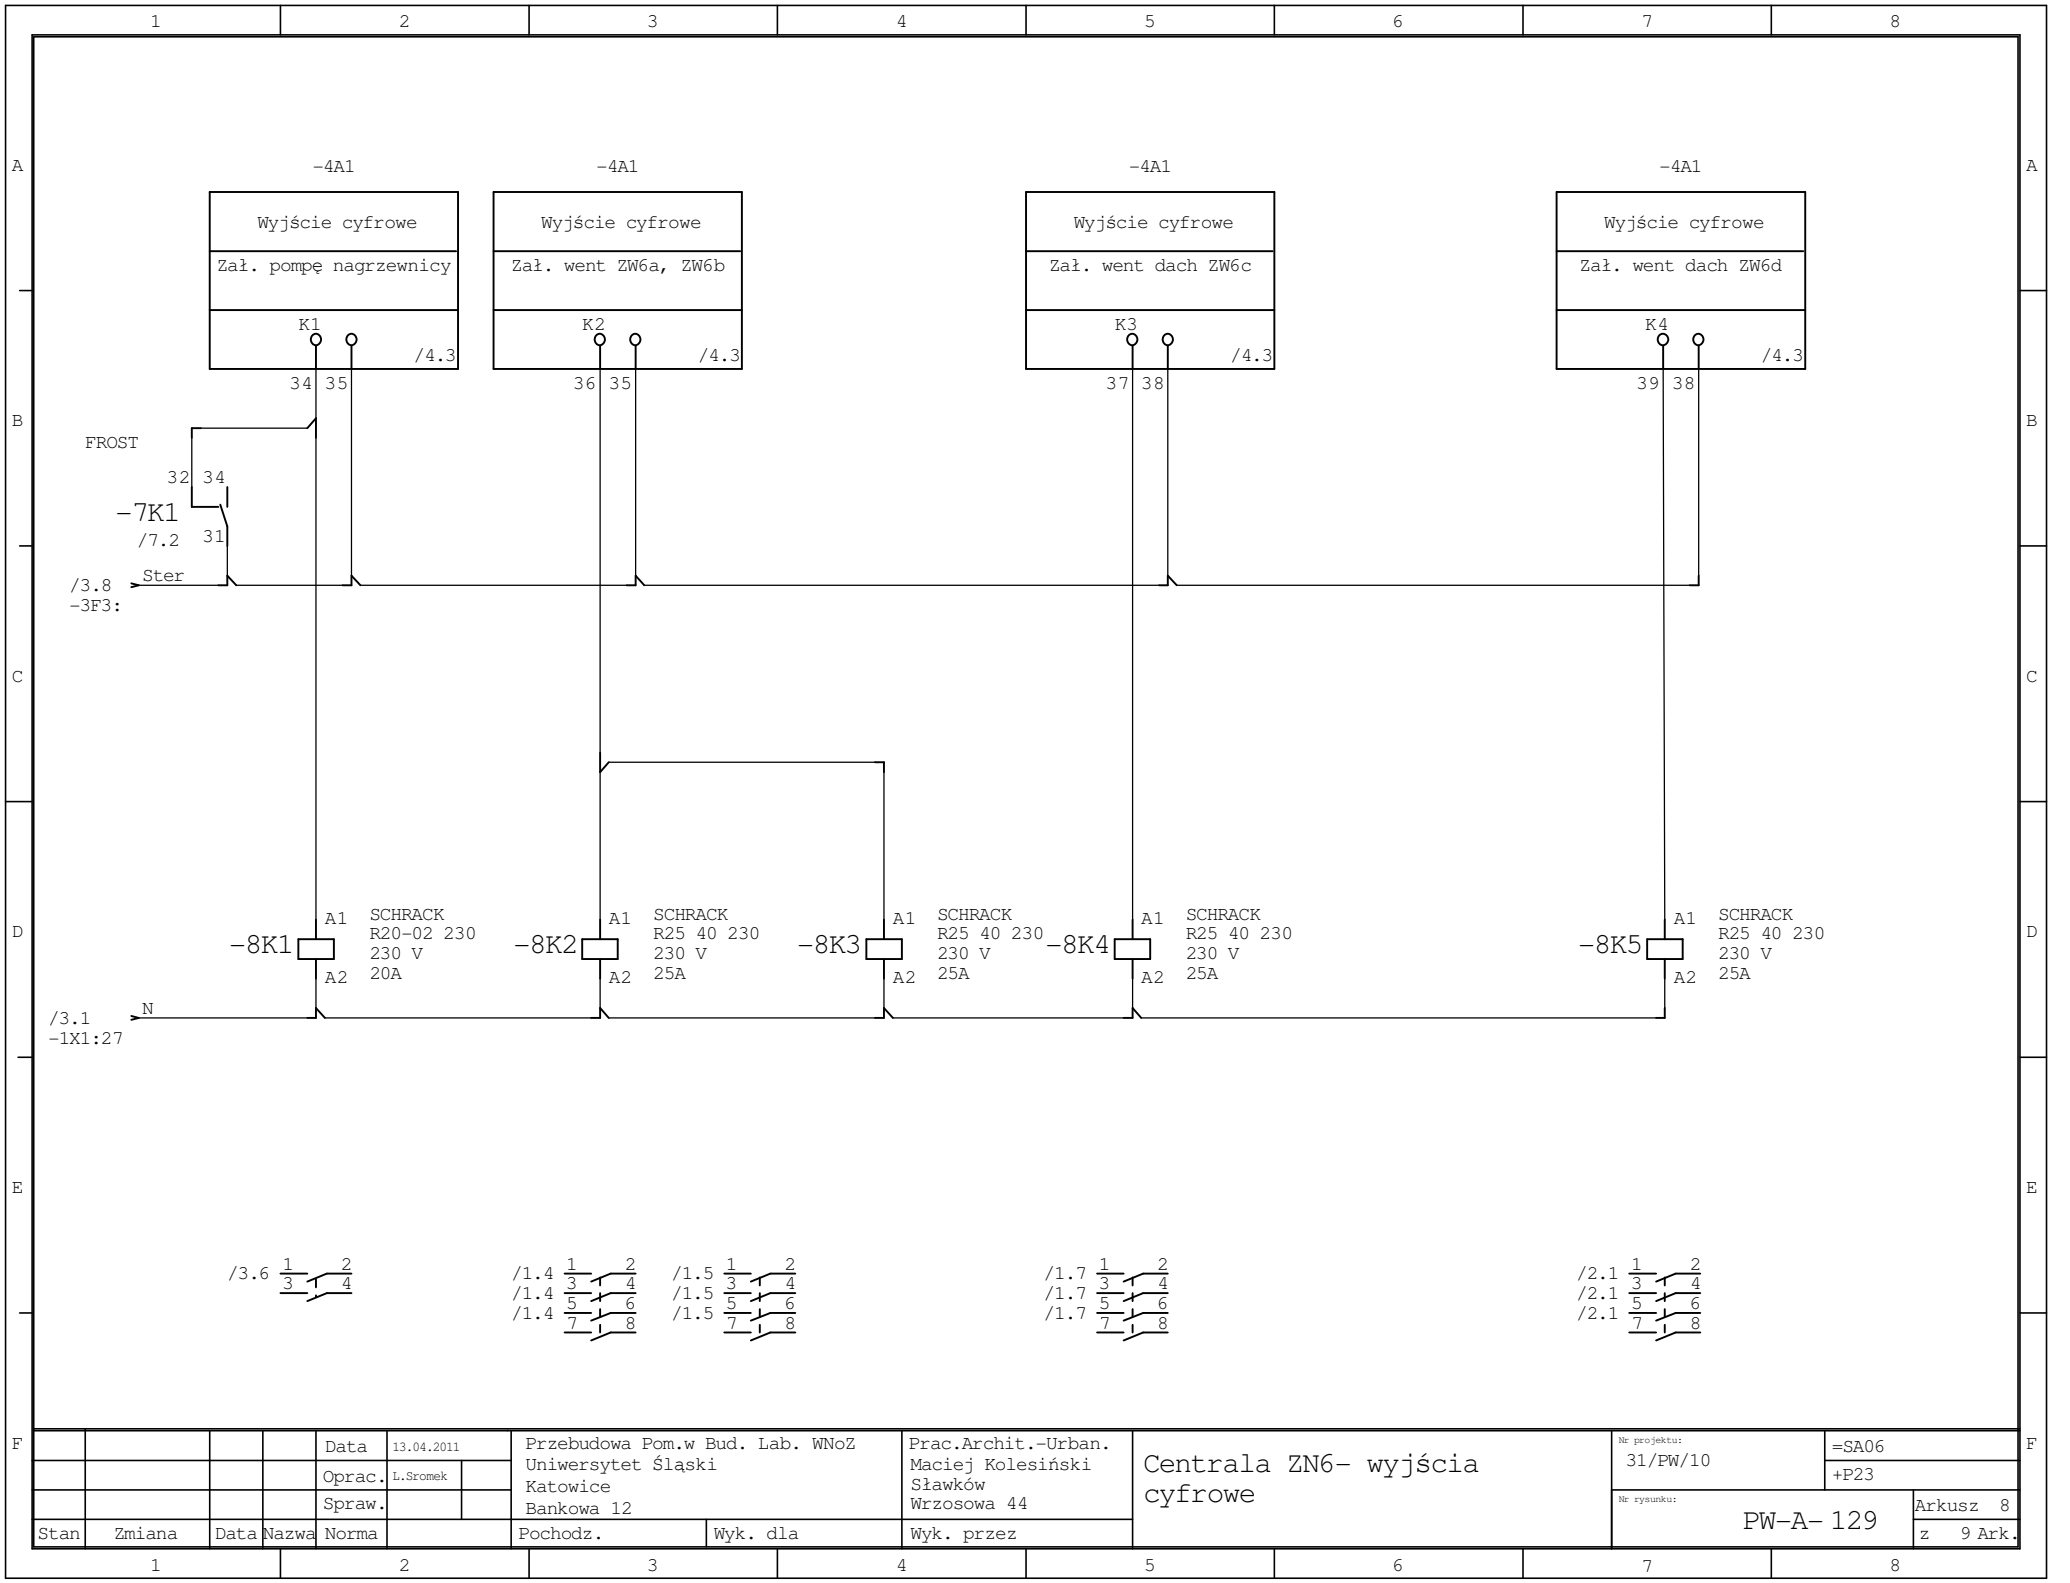 1 2 3 4 5 6 7 8
A A
-4A1 -4A1 -4A1 -4A1
Wyjście cyfrowe Wyjście cyfrowe Wyjście cyfrowe Wyjście cyfrowe
Zał. pompę nagrzewnicy Zał. went ZW6a, ZW6b Zał. went dach ZW6c Zał. went dach ZW6d
K1 K2 K3 K4
/4.3 /4.3 /4.3 /4.3
34 35 36 35 37 38 39 38
B B
FROST
32 34
-7K1
/7.2 31
Ster
/3.8
-3F3:
C C
A1 SCHRACK A1 SCHRACK A1 SCHRACK A1 SCHRACK A1 SCHRACK
D R20-02 230 R25 40 230 R25 40 230 R25 40 230 R25 40 230 D
-8K1 230 V -8K2 230 V -8K3 230 V -8K4 230 V -8K5 230 V
A2 20A A2 25A A2 25A A2 25A A2 25A
N
/3.1
-1X1:27
E E
/3.6 1 2 /1.4 1 2 /1.5 1 2 /1.7 1 2 /2.1 1 2
3 4 /1.4 3 4 /1.5 3 4 /1.7 3 4 /2.1 3 4
/1.4 5 6 /1.5 5 6 /1.7 5 6 /2.1 5 6
7 8 7 8 7 8 7 8
F F
Data 13.04.2011
Oprac. L.Sromek
Spraw.
Stan Zmiana Data Nazwa Norma
Przebudowa Pom.w Bud. Lab. WNoZ
Uniwersytet Śląski
Katowice
Bankowa 12
Pochodz. Wyk. dla
Prac.Archit.-Urban.
Maciej Kolesiński
Sławków
Wrzosowa 44
Wyk. przez
Centrala ZN6- wyjścia
cyfrowe
Nr projektu:
31/PW/10
=SA06
+P23
Nr rysunku:
PW-A- 129
Arkusz 8
z 9 Ark.
1 2 3 4 5 6 7 8